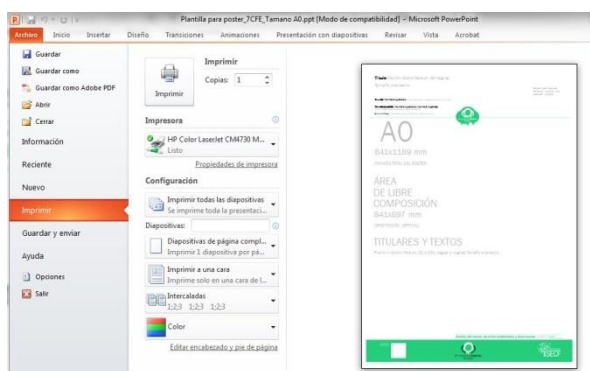 Plantilla para poster_7CFE_Tamano A0.ppt [Modo de compatibilidad] - Microsoft PowerPoint
Archivo Inicio Insertar Diseño Transiciones Animaciones Presentación con diapositivas Revisar Vista Acrobat
Guardar
Guardar como
Guardar como Adobe PDF
Abrir
Cerrar
Información
Reciente
Nuevo
Imprimir
Guardar y enviar
Ayuda
Opciones
Salir
Imprimir
Copias: 1
Imprimir
Impresora
HP Color LaserJet CM4730 M...
Listo
Propiedades de impresora
Configuración
Imprimir todas las diapositivas
Se imprime toda la presentaci...
Diapositivas:
Diapositivas de página compl...
Imprimir 1 diapositiva por pá...
Imprimir a una cara
Imprime solo en una cara de l...
Intercaladas
1;2;3 1;2;3 1;2;3
Color
Editar encabezado y pie de página
A0
841x1189 mm
ÁREA
DE LIBRE
COMPOSICIÓN
841x897 mm
TITULARES Y TEXTOS
SECF